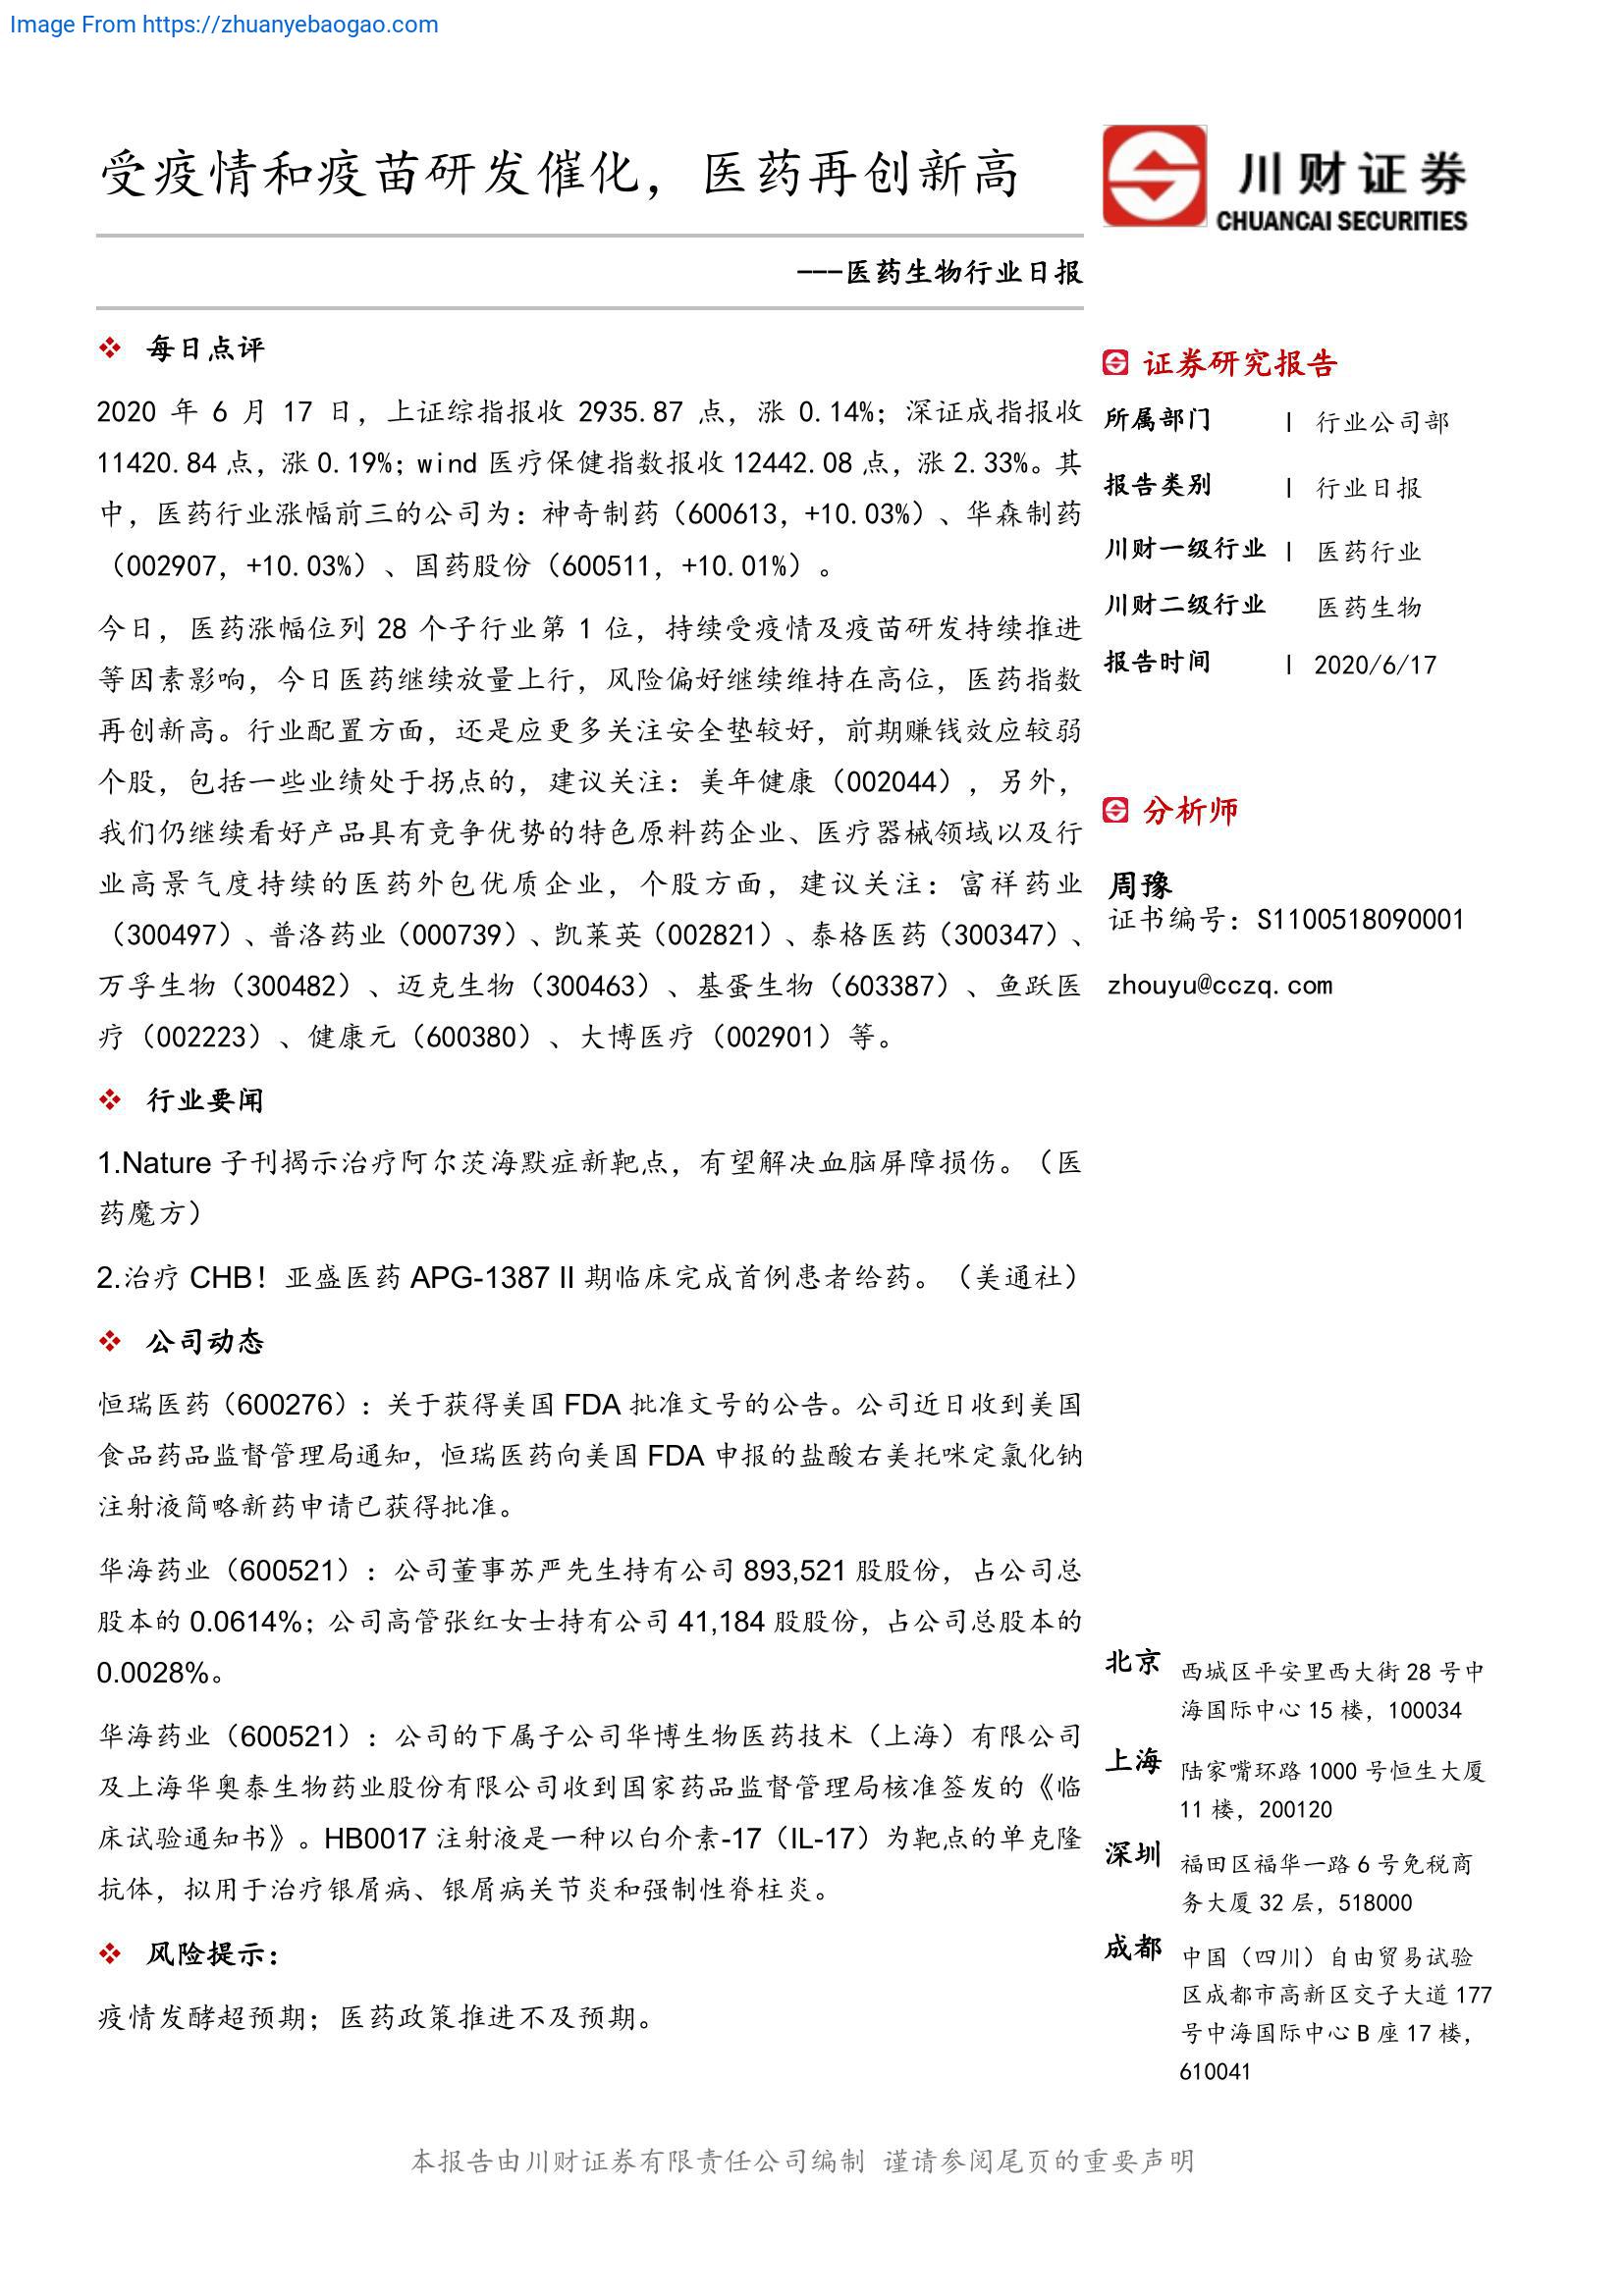 Image From https://zhuanyebaogao.com
受疫情和疫苗研发催化，医药再创新高
川财证券
CHUANCAI SECURITIES
---医药生物行业日报
❖ 每日点评
2020 年 6 月 17 日，上证综指报收 2935.87 点，涨 0.14%；深证成指报收
11420.84 点，涨 0.19%；wind 医疗保健指数报收 12442.08 点，涨 2.33%。其
中，医药行业涨幅前三的公司为：神奇制药（600613，+10.03%）、华森制药
（002907，+10.03%）、国药股份（600511，+10.01%）。
今日，医药涨幅位列 28 个子行业第 1 位，持续受疫情及疫苗研发持续推进
等因素影响，今日医药继续放量上行，风险偏好继续维持在高位，医药指数
再创新高。行业配置方面，还是应更多关注安全垫较好，前期赚钱效应较弱
个股，包括一些业绩处于拐点的，建议关注：美年健康（002044），另外，
我们仍继续看好产品具有竞争优势的特色原料药企业、医疗器械领域以及行
业高景气度持续的医药外包优质企业，个股方面，建议关注：富祥药业
（300497）、普洛药业（000739）、凯莱英（002821）、泰格医药（300347）、
万孚生物（300482）、迈克生物（300463）、基蛋生物（603387）、鱼跃医
疗（002223）、健康元（600380）、大博医疗（002901）等。
❖ 行业要闻
1.Nature 子刊揭示治疗阿尔茨海默症新靶点，有望解决血脑屏障损伤。（医
药魔方）
2.治疗 CHB！亚盛医药 APG-1387 II 期临床完成首例患者给药。（美通社）
❖ 公司动态
恒瑞医药（600276）：关于获得美国 FDA 批准文号的公告。公司近日收到美国
食品药品监督管理局通知，恒瑞医药向美国 FDA 申报的盐酸右美托咪定氯化钠
注射液简略新药申请已获得批准。
华海药业（600521）：公司董事苏严先生持有公司 893,521 股股份，占公司总
股本的 0.0614%；公司高管张红女士持有公司 41,184 股股份，占公司总股本的
0.0028%。
华海药业（600521）：公司的下属子公司华博生物医药技术（上海）有限公司
及上海华奥泰生物药业股份有限公司收到国家药品监督管理局核准签发的《临
床试验通知书》。HB0017 注射液是一种以白介素-17（IL-17）为靶点的单克隆
抗体，拟用于治疗银屑病、银屑病关节炎和强制性脊柱炎。
❖ 风险提示：
疫情发酵超预期；医药政策推进不及预期。
证券研究报告
所属部门 | 行业公司部
报告类别 | 行业日报
川财一级行业 | 医药行业
川财二级行业 医药生物
报告时间 | 2020/6/17
分析师
周豫
证书编号：S1100518090001
zhouyu@cczq.com
北京 西城区平安里西大街 28 号中
海国际中心 15 楼，100034
上海 陆家嘴环路 1000 号恒生大厦
11 楼，200120
深圳 福田区福华一路 6 号免税商
务大厦 32 层，518000
成都 中国（四川）自由贸易试验
区成都市高新区交子大道 177
号中海国际中心 B 座 17 楼，
610041
本报告由川财证券有限责任公司编制 谨请参阅尾页的重要声明